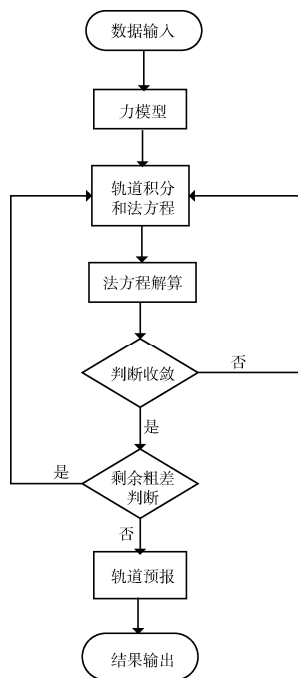 数据输入
力模型
轨道积分
和法方程
法方程解算
判断收敛
否
是
剩余粗差
判断
是
否
轨道预报
结果输出